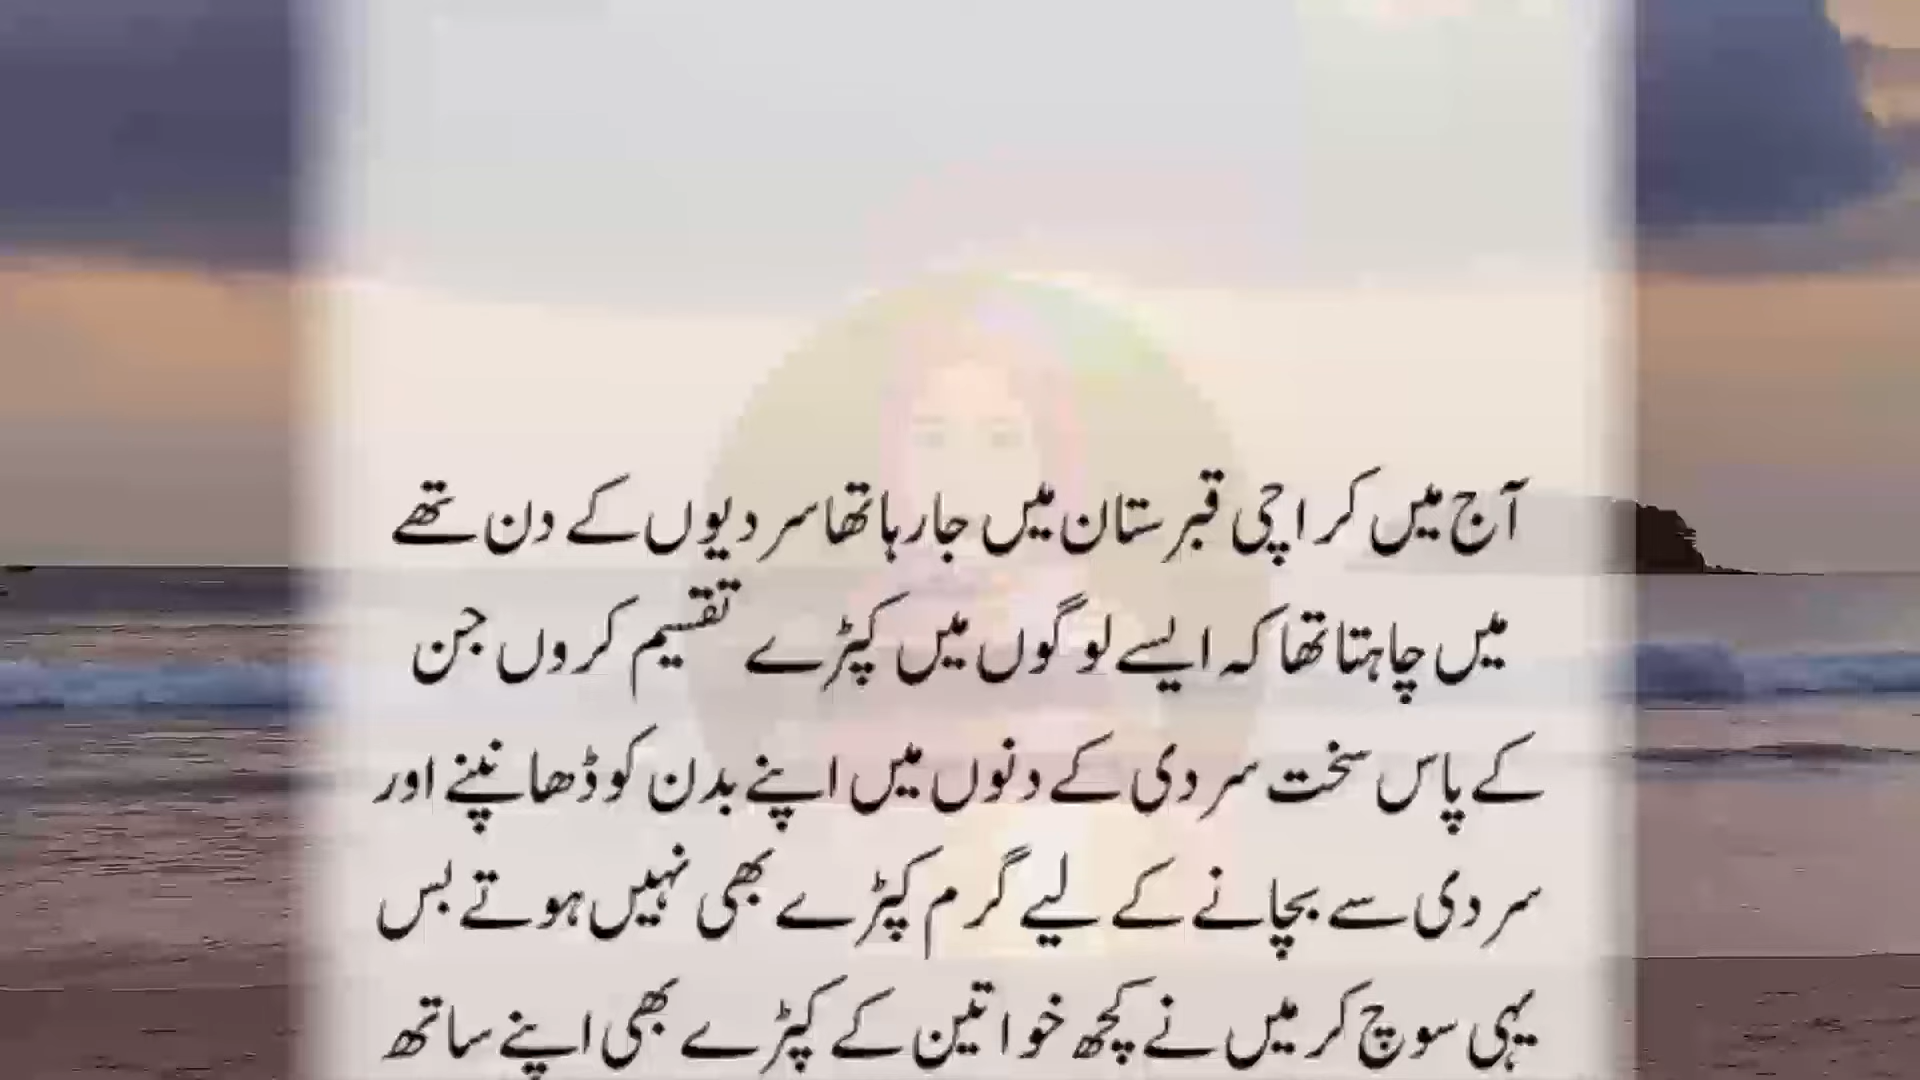 آج میں کراچی قبرستان میں جا رہا تھا سردیوں کے دن تھے
میں چاہتا تھا کہ ایسے لوگوں میں کپڑے تقسیم کروں جن
کے پاس سخت سردی کے دنوں میں اپنے بدن کو ڈھانپنے اور
سردی سے بچانے کے لیے گرم کپڑے بھی نہیں ہوتے بس
یہی سوچ کر میں نے کچھ خواتین کے کپڑے بھی اپنے ساتھ